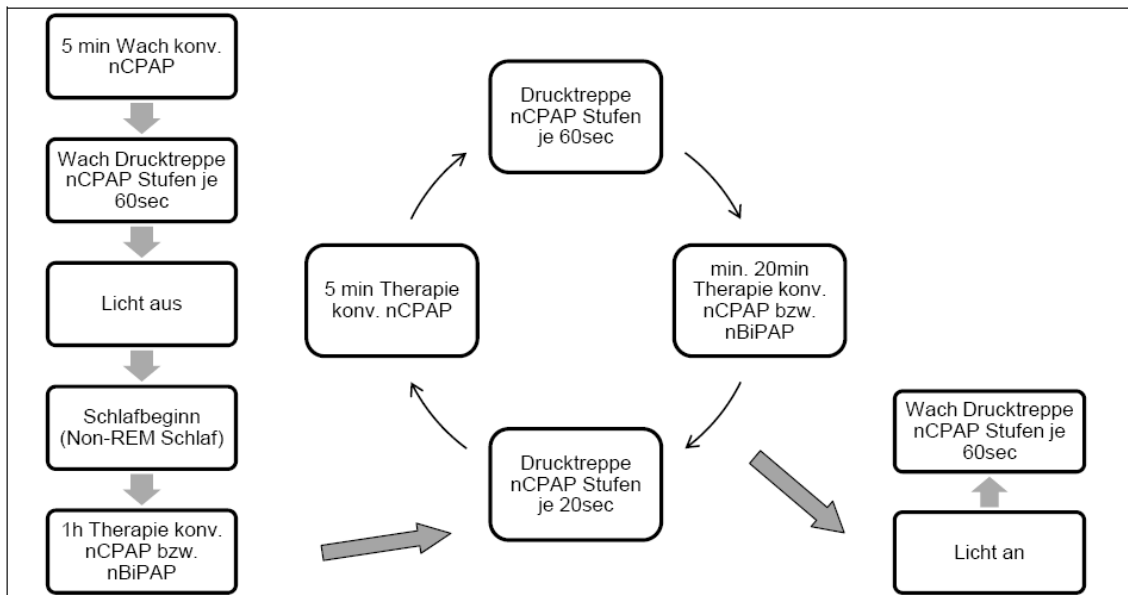 5 min Wach konv.
nCPAP
Wach Drucktreppe
nCPAP Stufen je
60sec
Licht aus
Schlafbeginn
(Non-REM Schlaf)
1h Therapie konv.
nCPAP bzw.
nBiPAP
Drucktreppe
nCPAP Stufen
je 20sec
5 min Therapie
konv. nCPAP
Drucktreppe
nCPAP Stufen
je 60sec
min. 20min
Therapie konv.
nCPAP bzw.
nBiPAP
Licht an
Wach Drucktreppe
nCPAP Stufen je
60sec